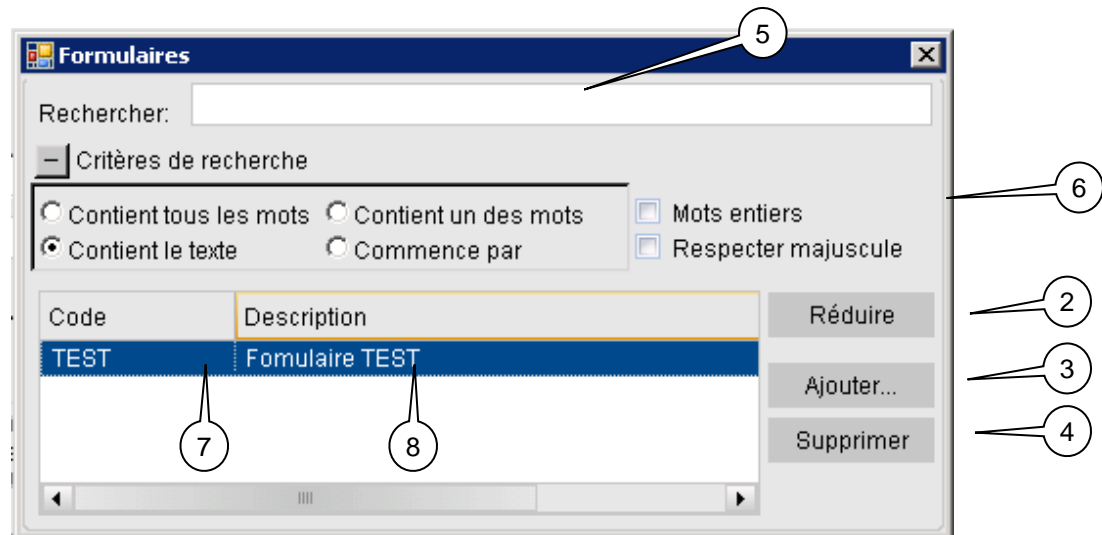 5
Formulaires
Rechercher:
Critères de recherche
6
Contient tous les mots Contient un des mots Mots entiers
Contient le texte Commence par Respecter majuscule
Code Description Réduire 2
TEST Fomulaire TEST
Ajouter... 3
7 8 Supprimer 4